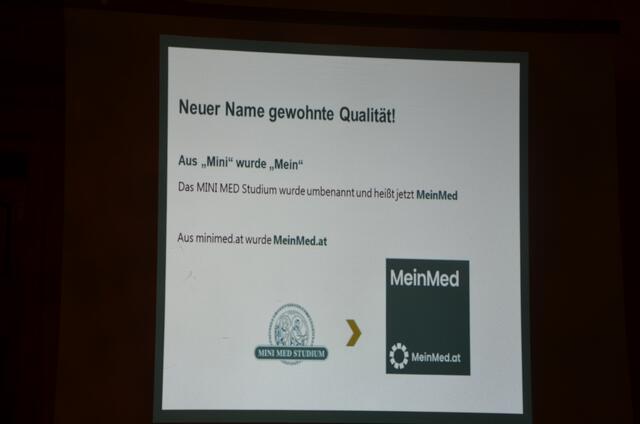 Neuer Name gewohnte Qualität!
Aus „Mini“ wurde „Mein“
Das MINI MED Studium wurde umbenannt und heißt jetzt MeinMed
Aus minimed.at wurde MeinMed.at
MeinMed
MINI MED STUDIUM
MeinMed.at